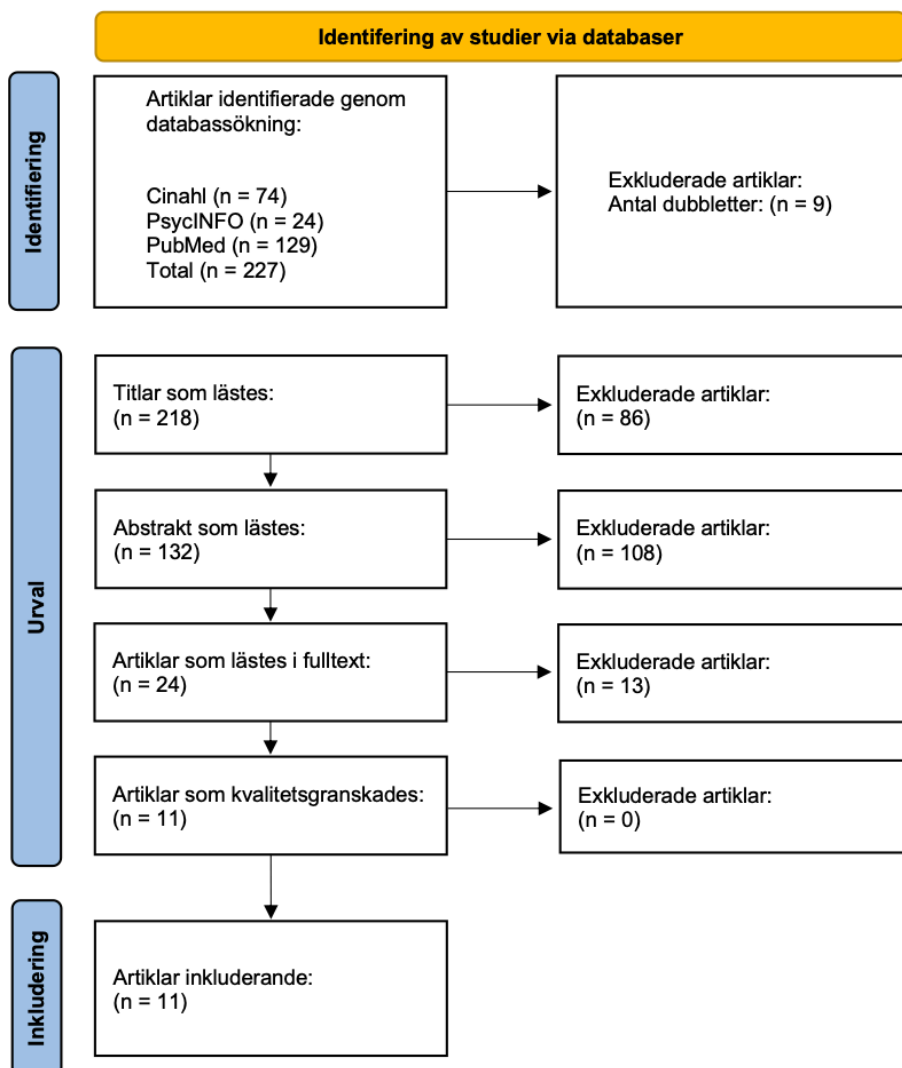 Identifering av studier via databaser
Identifiering
Artiklar identifierade genom
databassökning:
Cinahl (n = 74)
PsycINFO (n = 24)
PubMed (n = 129)
Total (n = 227)
Exkluderade artiklar:
Antal dubbletter: (n = 9)
Urval
Titlar som lästes:
(n = 218)
Exkluderade artiklar:
(n = 86)
Abstrakt som lästes:
(n = 132)
Exkluderade artiklar:
(n = 108)
Artiklar som lästes i fulltext:
(n = 24)
Exkluderade artiklar:
(n = 13)
Artiklar som kvalitetsgranskades:
(n = 11)
Exkluderade artiklar:
(n = 0)
Inkludering
Artiklar inkluderande:
(n = 11)